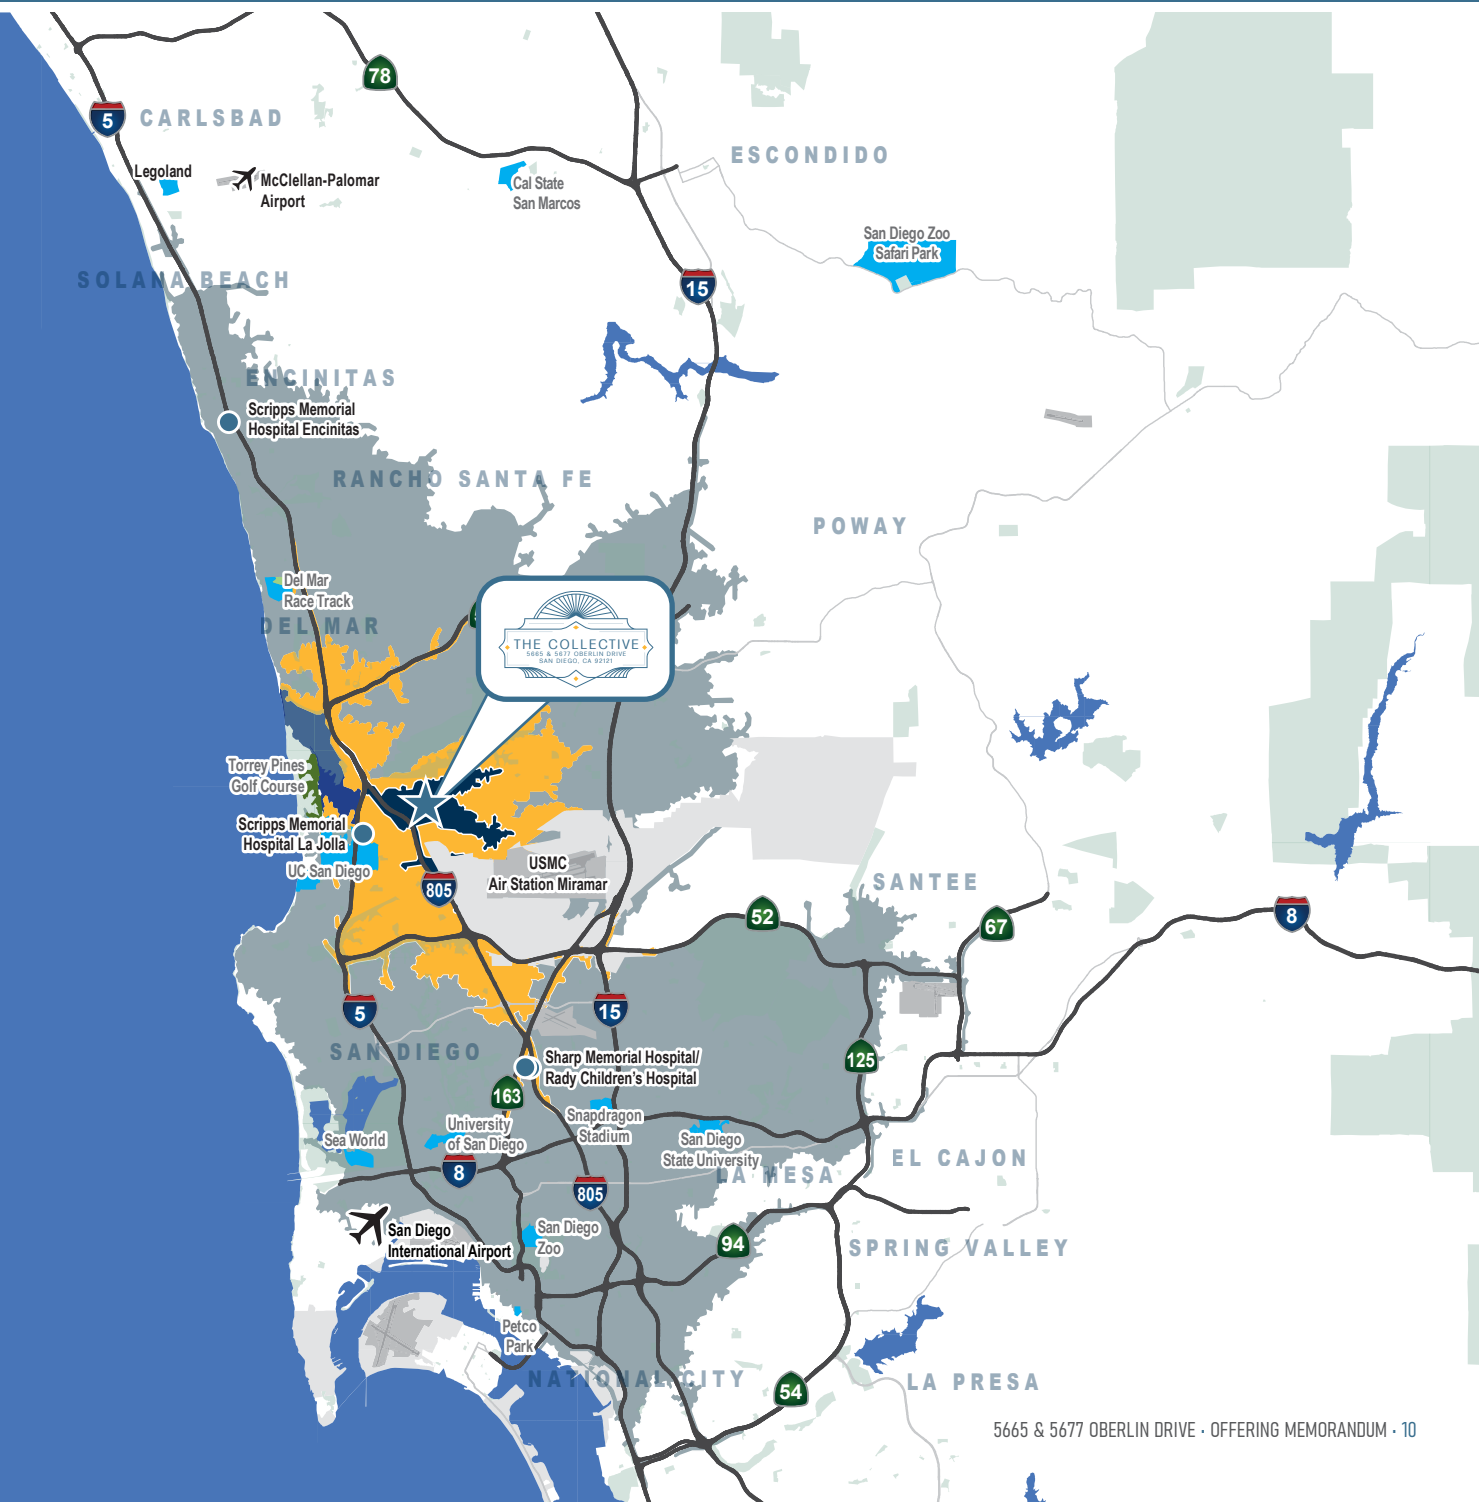 78
5
CARLSBAD
ESCONDIDO
Legoland
McClellan-Palomar
Airport
Cal State
San Marcos
San Diego Zoo
Safari Park
SOLANA BEACH
15
ENCINITAS
Scripps Memorial
Hospital Encinitas
RANCHO SANTA FE
POWAY
Del Mar
Race Track
DEL MAR
THE COLLECTIVE
5665 & 5677 OBERLIN DRIVE
SAN DIEGO, CA 92121
Torrey Pines
Golf Course
Scripps Memorial
Hospital La Jolla
UC San Diego
USMC
Air Station Miramar
805
SANTEE
52
67
8
5
15
SAN DIEGO
Sharp Memorial Hospital/
Rady Children's Hospital
125
163
Snapdragon
Stadium
University
of San Diego
Sea World
San Diego
State University
LA MESA
EL CAJON
8
805
San Diego
International Airport
San Diego
Zoo
94
SPRING VALLEY
Petco
Park
NATIONAL CITY
54
LA PRESA
5665 & 5677 OBERLIN DRIVE · OFFERING MEMORANDUM · 10